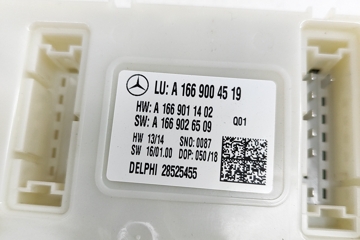 LU: A 166 900 45 19
HW: A 166 901 14 02
SW: A 166 902 65 09 Q01
HW 13/14 SNO: 0087
SW 16/01.00 DOP: 050/18
DELPHI 28525455